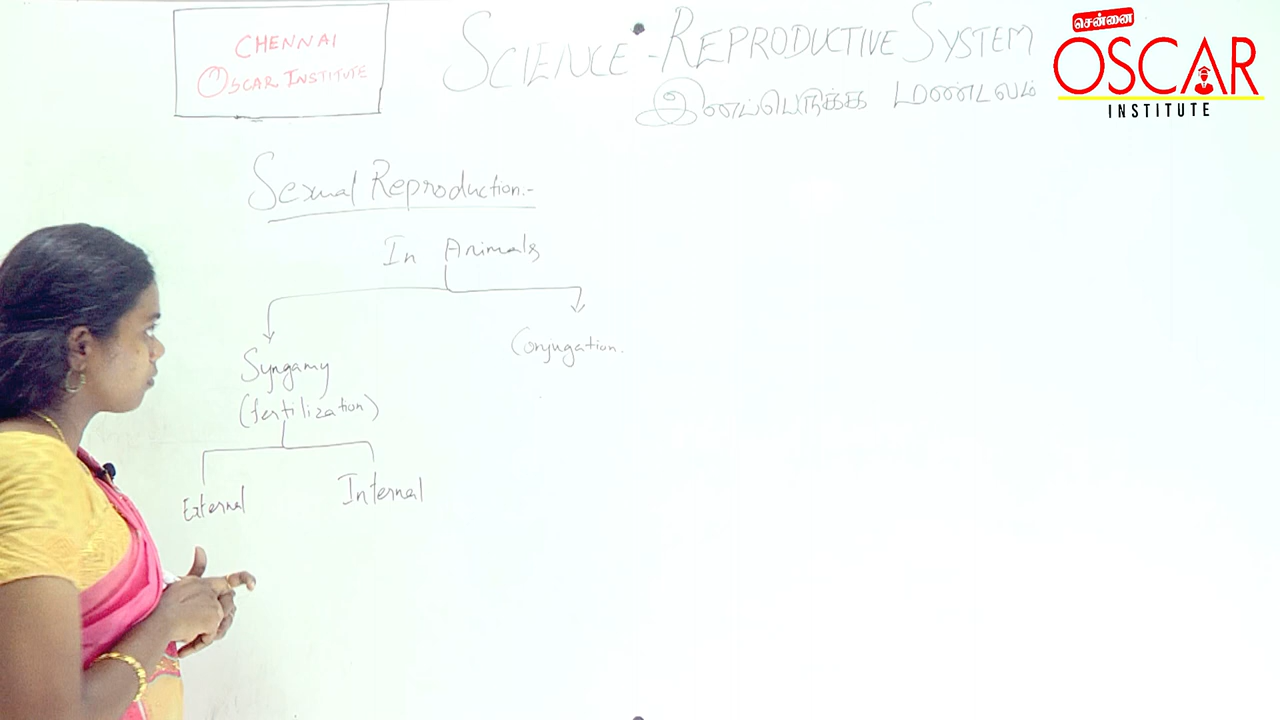 CHENNAI
OSCAR INSTITUTE
SCIENCE - REPRODUCTIVE SYSTEM
இனப்பெருக்க மண்டலம்
சென்னை
OSCAR
INSTITUTE
Sexual Reproduction:-
In Animals
Syngamy
(fertilization)
Conjugation.
External
Internal